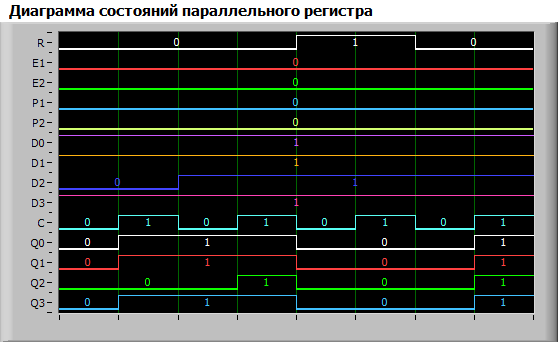 Диаграмма состояний параллельного регистра
R 0 1 0
E1 0
E2 0
P1 0
P2 0
D0 1
D1 1
D2 0 1
D3 1
C 0 1 0 1 0 1 0 1
Q0 0 1 0 1
Q1 0 1 0 1
Q2 0 1 0 1
Q3 0 1 0 1